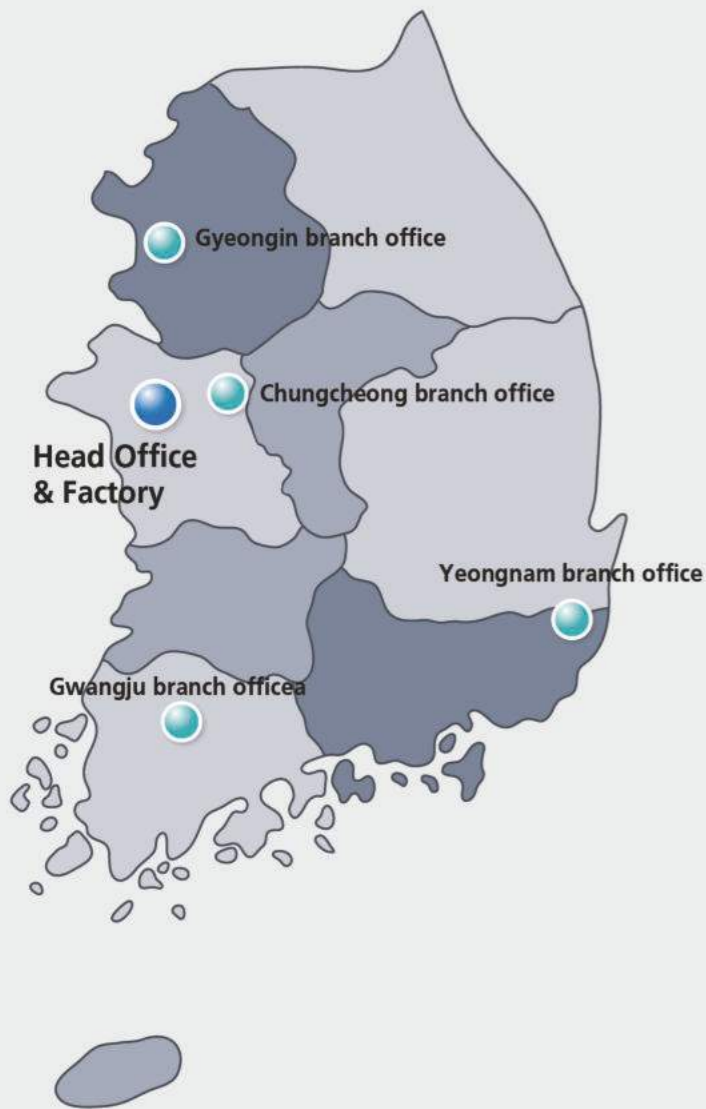 Gyeongin branch office
Chungcheong branch office
Head Office
& Factory
Yeongnam branch office
Gwangju branch officea